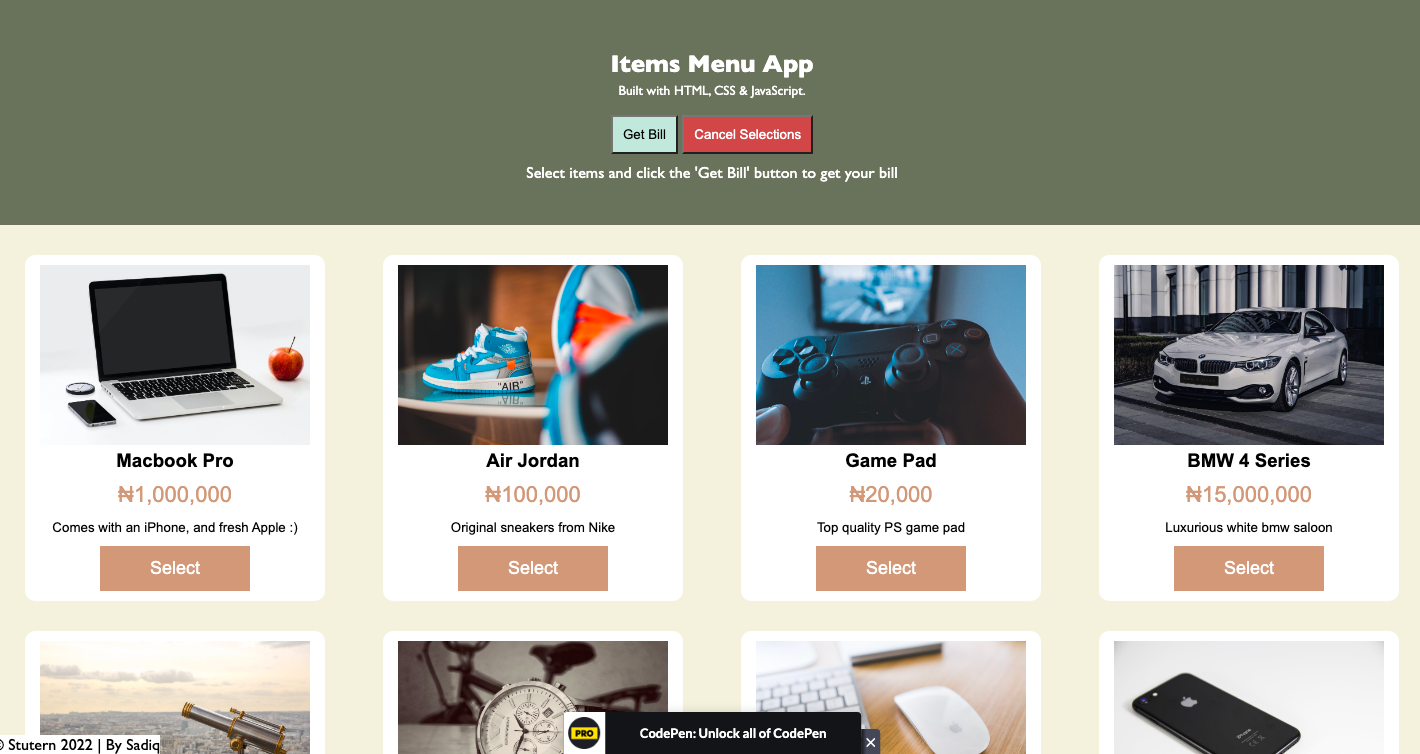 Items Menu App
Built with HTML, CSS & JavaScript.
Get Bill Cancel Selections
Select items and click the 'Get Bill' button to get your bill
"AIR"
Macbook Pro
₦1,000,000
Comes with an iPhone, and fresh Apple :)
Select
Air Jordan
₦100,000
Original sneakers from Nike
Select
Game Pad
₦20,000
Top quality PS game pad
Select
BMW 4 Series
₦15,000,000
Luxurious white bmw saloon
Select
iPhone
© Stutern 2022 | By Sadiq
PRO CodePen: Unlock all of CodePen ✕